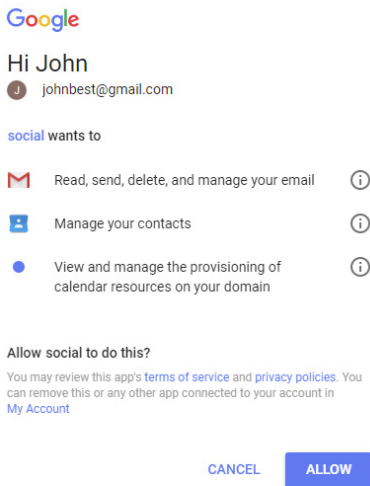 Google
Hi John
J johnbest@gmail.com
social wants to
Read, send, delete, and manage your email
Manage your contacts
View and manage the provisioning of
calendar resources on your domain
Allow social to do this?
You may review this app's terms of service and privacy policies. You
can remove this or any other app connected to your account in
My Account
CANCEL ALLOW